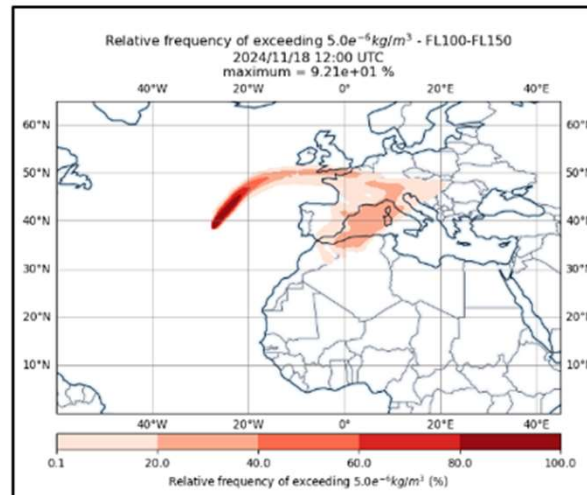 Relative frequency of exceeding 5.0e⁻⁶kg/m³ - FL100-FL150
2024/11/18 12:00 UTC
maximum = 9.21e+01 %
40°W 20°W 0°E 20°E 40°E
60°N 60°N
50°N 50°N
40°N 40°N
30°N 30°N
20°N 20°N
10°N 10°N
40°W 20°W 0°E 20°E 40°E
0.1 20.0 40.0 60.0 80.0 100.0
Relative frequency of exceeding 5.0e⁻⁶kg/m³ (%)